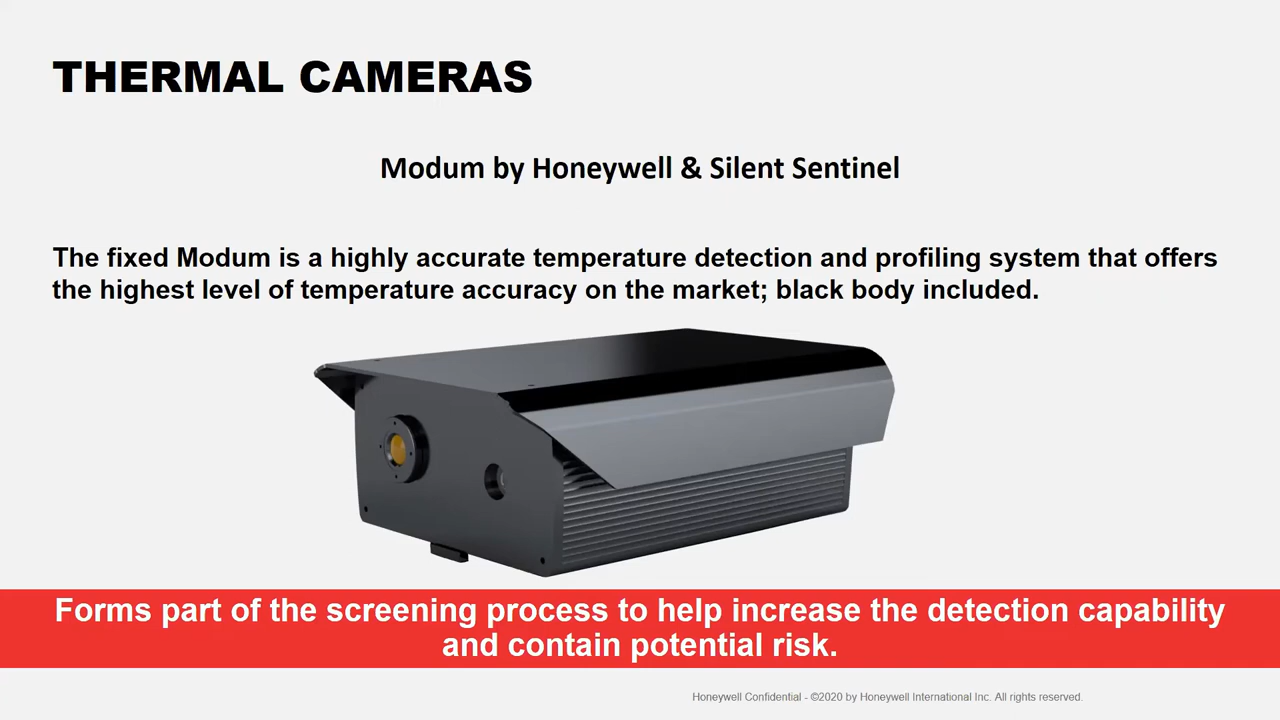 THERMAL CAMERAS
Modum by Honeywell & Silent Sentinel
The fixed Modum is a highly accurate temperature detection and profiling system that offers
the highest level of temperature accuracy on the market; black body included.
Forms part of the screening process to help increase the detection capability
and contain potential risk.
Honeywell Confidential - ©2020 by Honeywell International Inc. All rights reserved.